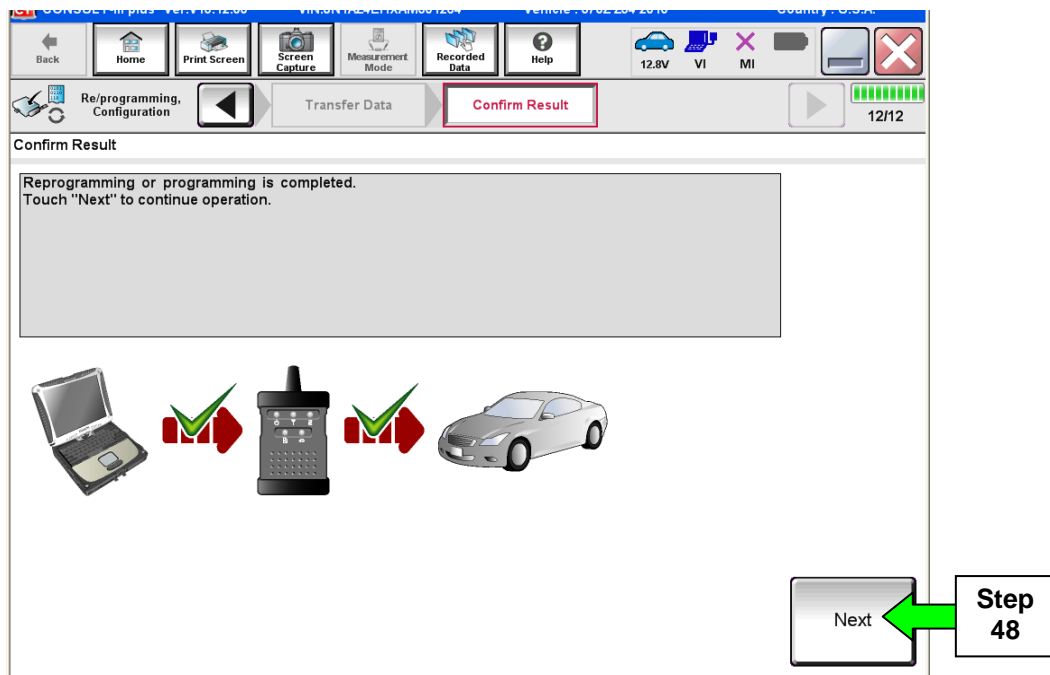 Back
Home
Print Screen
Screen
Capture
Measurement
Mode
Recorded
Data
Help
12.8V
VI
MI
Re/programming,
Configuration
Transfer Data
Confirm Result
12/12
Confirm Result
Reprogramming or programming is completed.
Touch "Next" to continue operation.
Next
Step
48